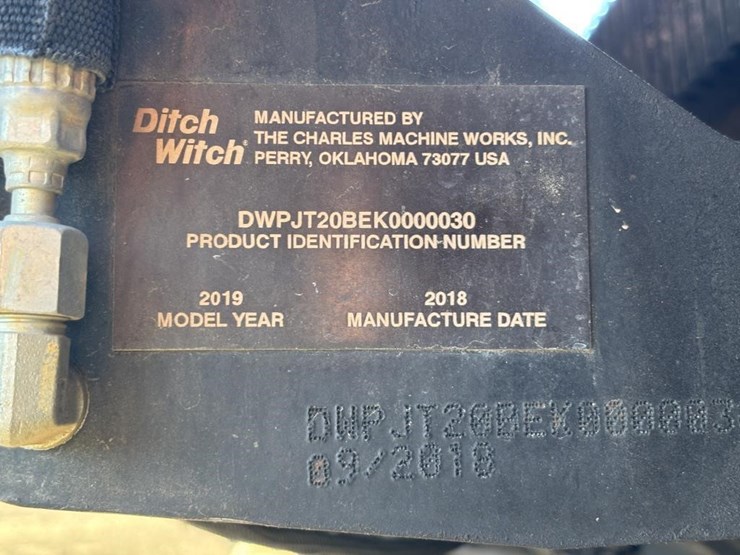 Ditch Witch®
MANUFACTURED BY
THE CHARLES MACHINE WORKS, INC.
PERRY, OKLAHOMA 73077 USA
DWPJT20BEK0000030
PRODUCT IDENTIFICATION NUMBER
2019
MODEL YEAR
2018
MANUFACTURE DATE
DWPJT20BEK0000003
09/2018